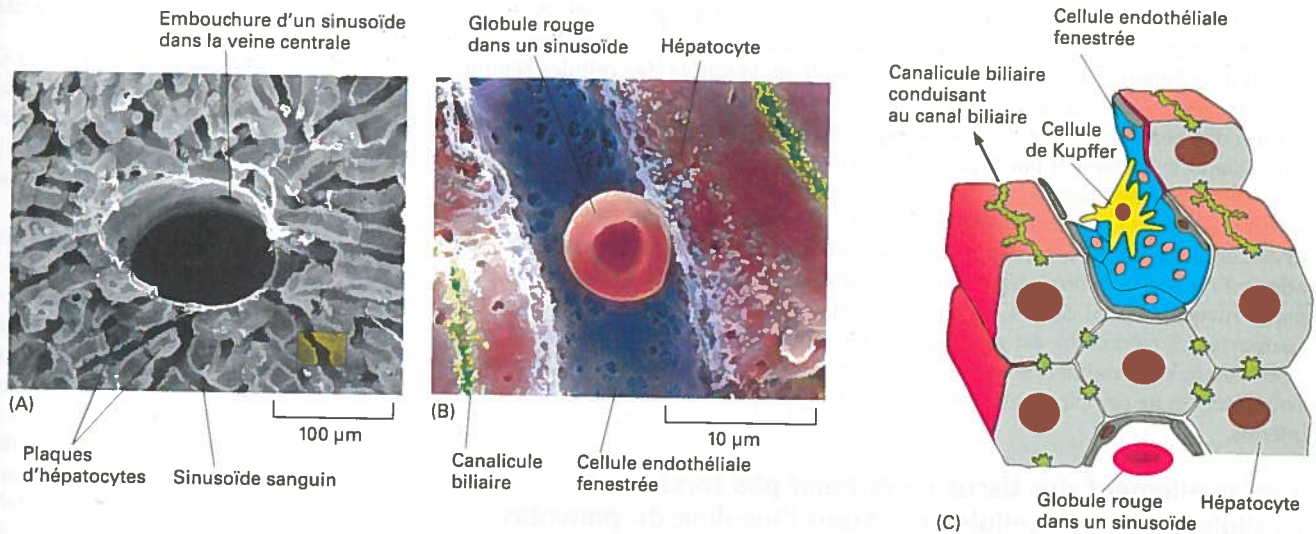 Embouchure d'un sinusoïde
dans la veine centrale
(A)
100 µm
Plaques
d'hépatocytes
Sinusoïde sanguin
Globule rouge
dans un sinusoïde
Hépatocyte
(B)
10 µm
Canalicule
biliaire
Cellule endothéliale
fenestrée
Cellule endothéliale
fenestrée
Canalicule biliaire
conduisant
au canal biliaire
Cellule
de Kupffer
(C)
Globule rouge
dans un sinusoïde
Hépatocyte